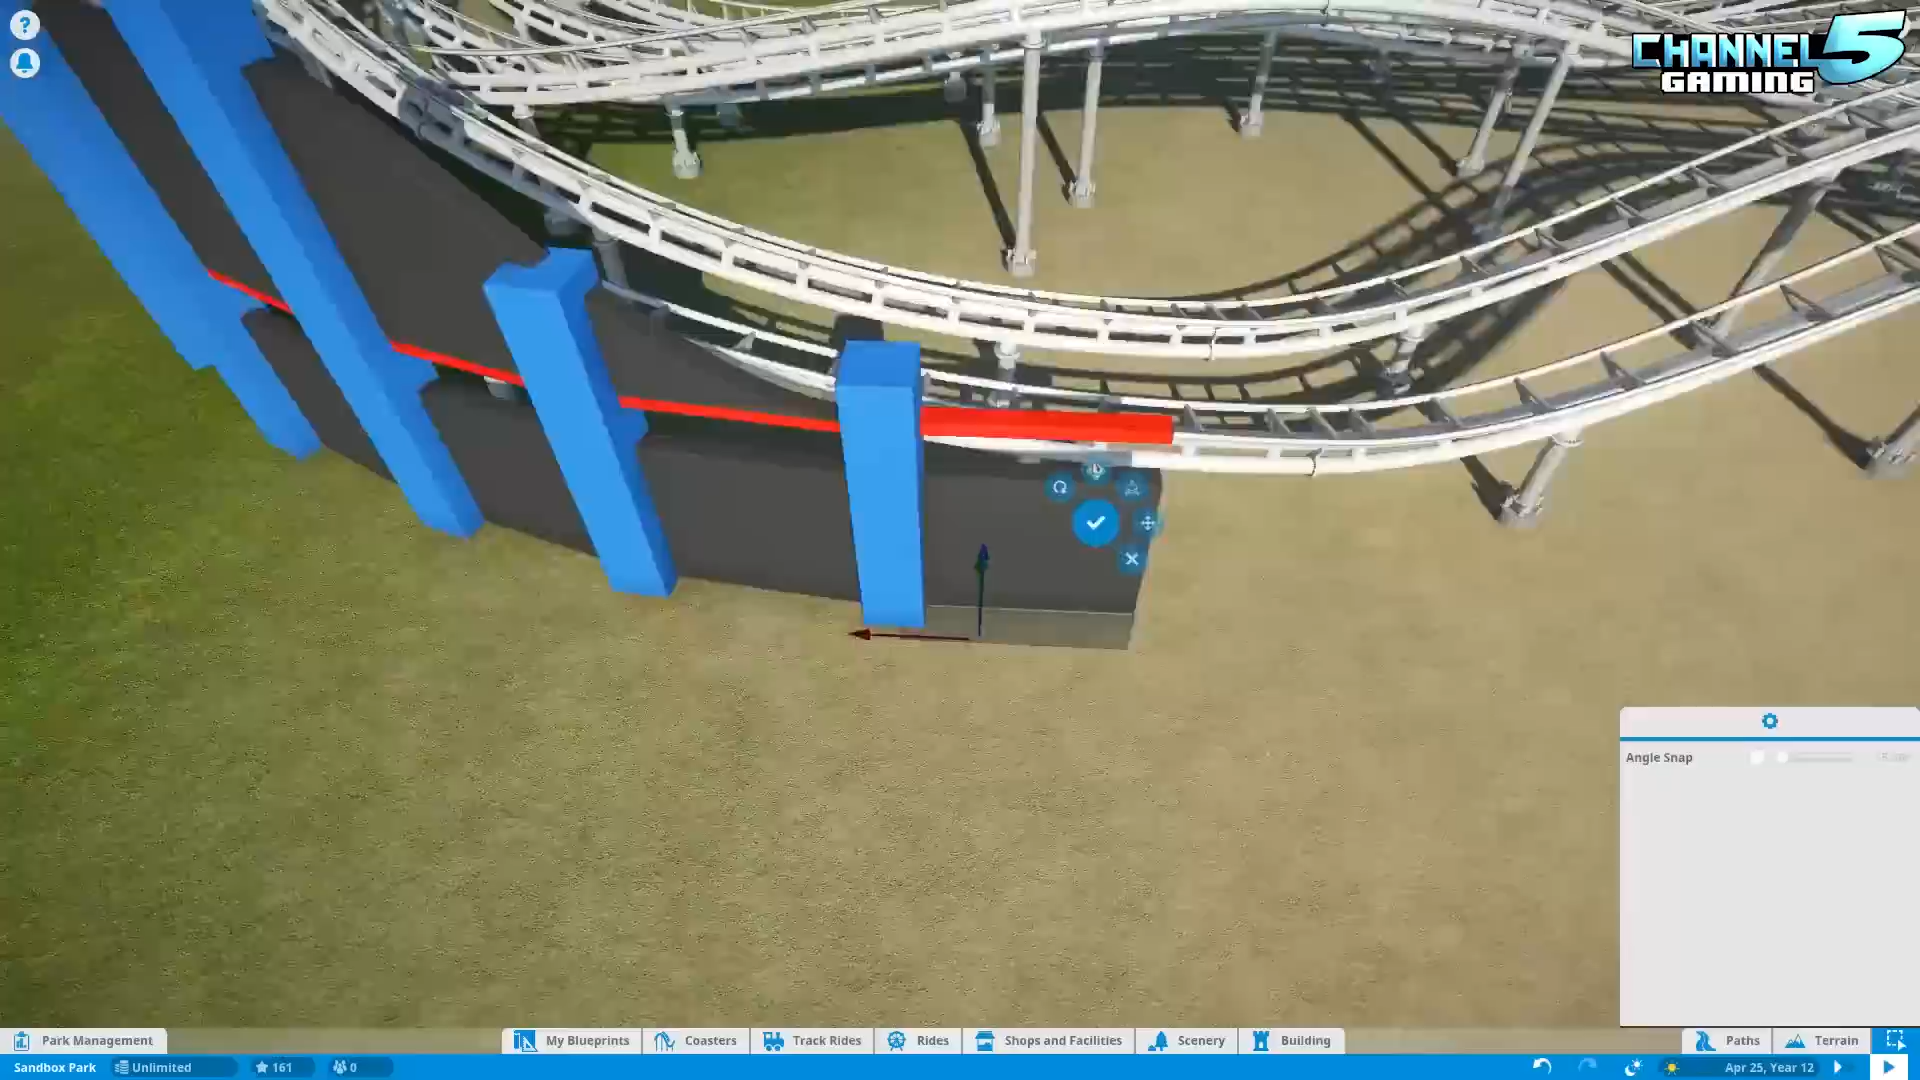 ?
CHANNEL 5
GAMING
Angle Snap
Park Management
My Blueprints
Coasters
Track Rides
Rides
Shops and Facilities
Scenery
Building
Paths
Terrain
Sandbox Park
Unlimited
161
0
Apr 25, Year 12